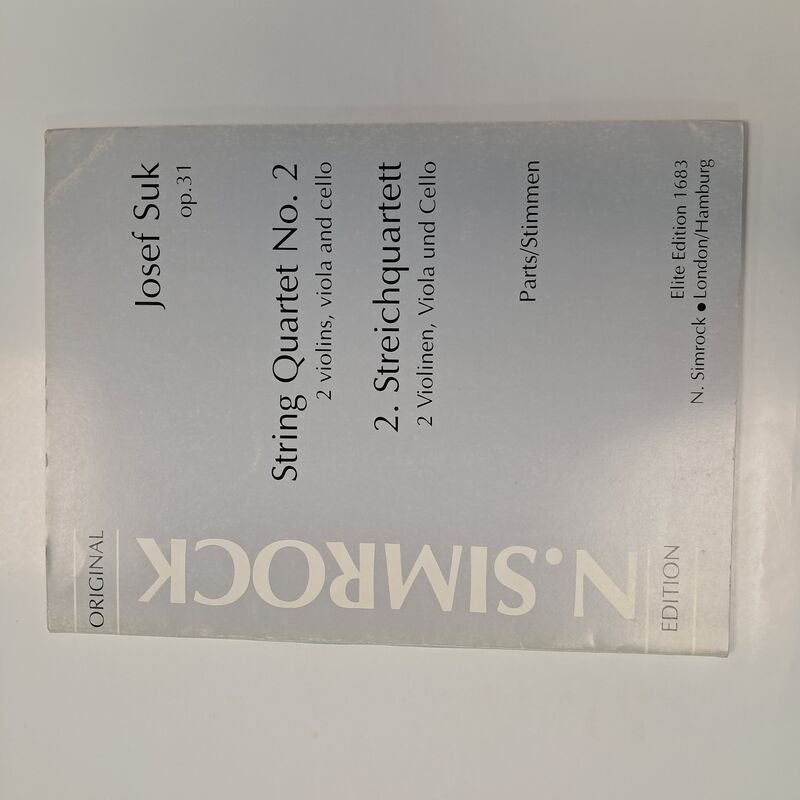 Josef Suk
op.31
String Quartet No. 2
2 violins, viola and cello
2. Streichquartett
2 Violinen, Viola und Cello
Parts/Stimmen
Elite Edition 1683
N. Simrock ● London/Hamburg
ORIGINAL
N.SIMROCK
EDITION